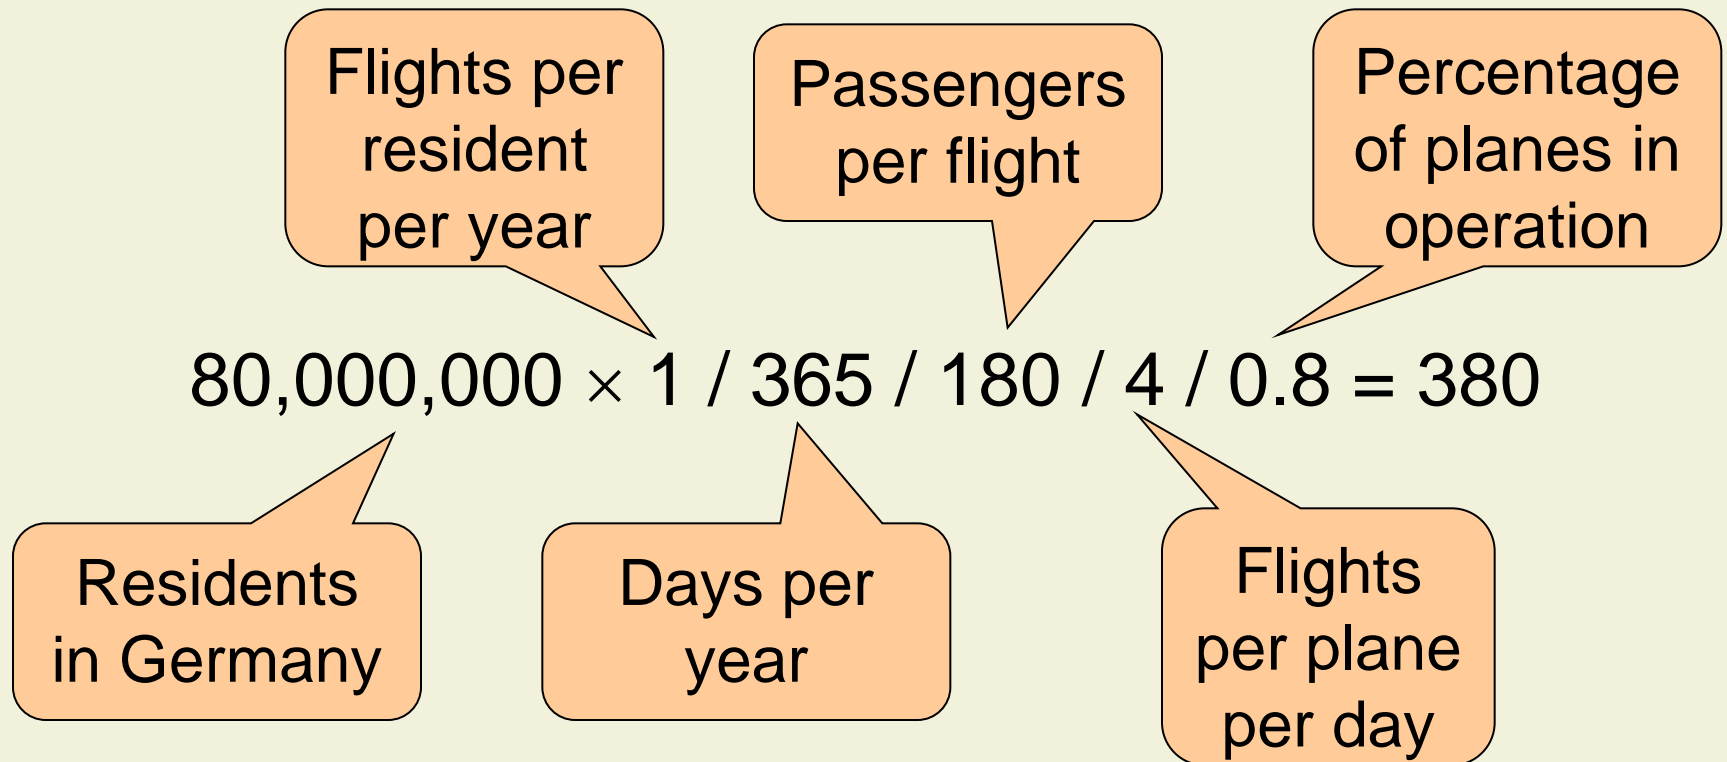 Flights per
resident
per year
Passengers
per flight
Percentage
of planes in
operation
80,000,000 × 1 / 365 / 180 / 4 / 0.8 = 380
Residents
in Germany
Days per
year
Flights
per plane
per day